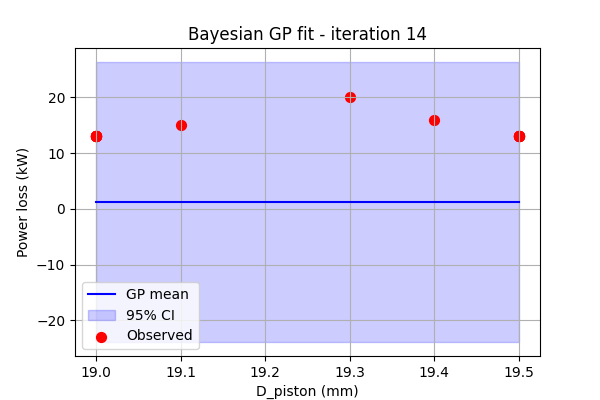 Bayesian GP fit - iteration 14
Power loss (kW)
20
10
0
−10
−20
GP mean
95% CI
Observed
19.0 19.1 19.2 19.3 19.4 19.5
D_piston (mm)